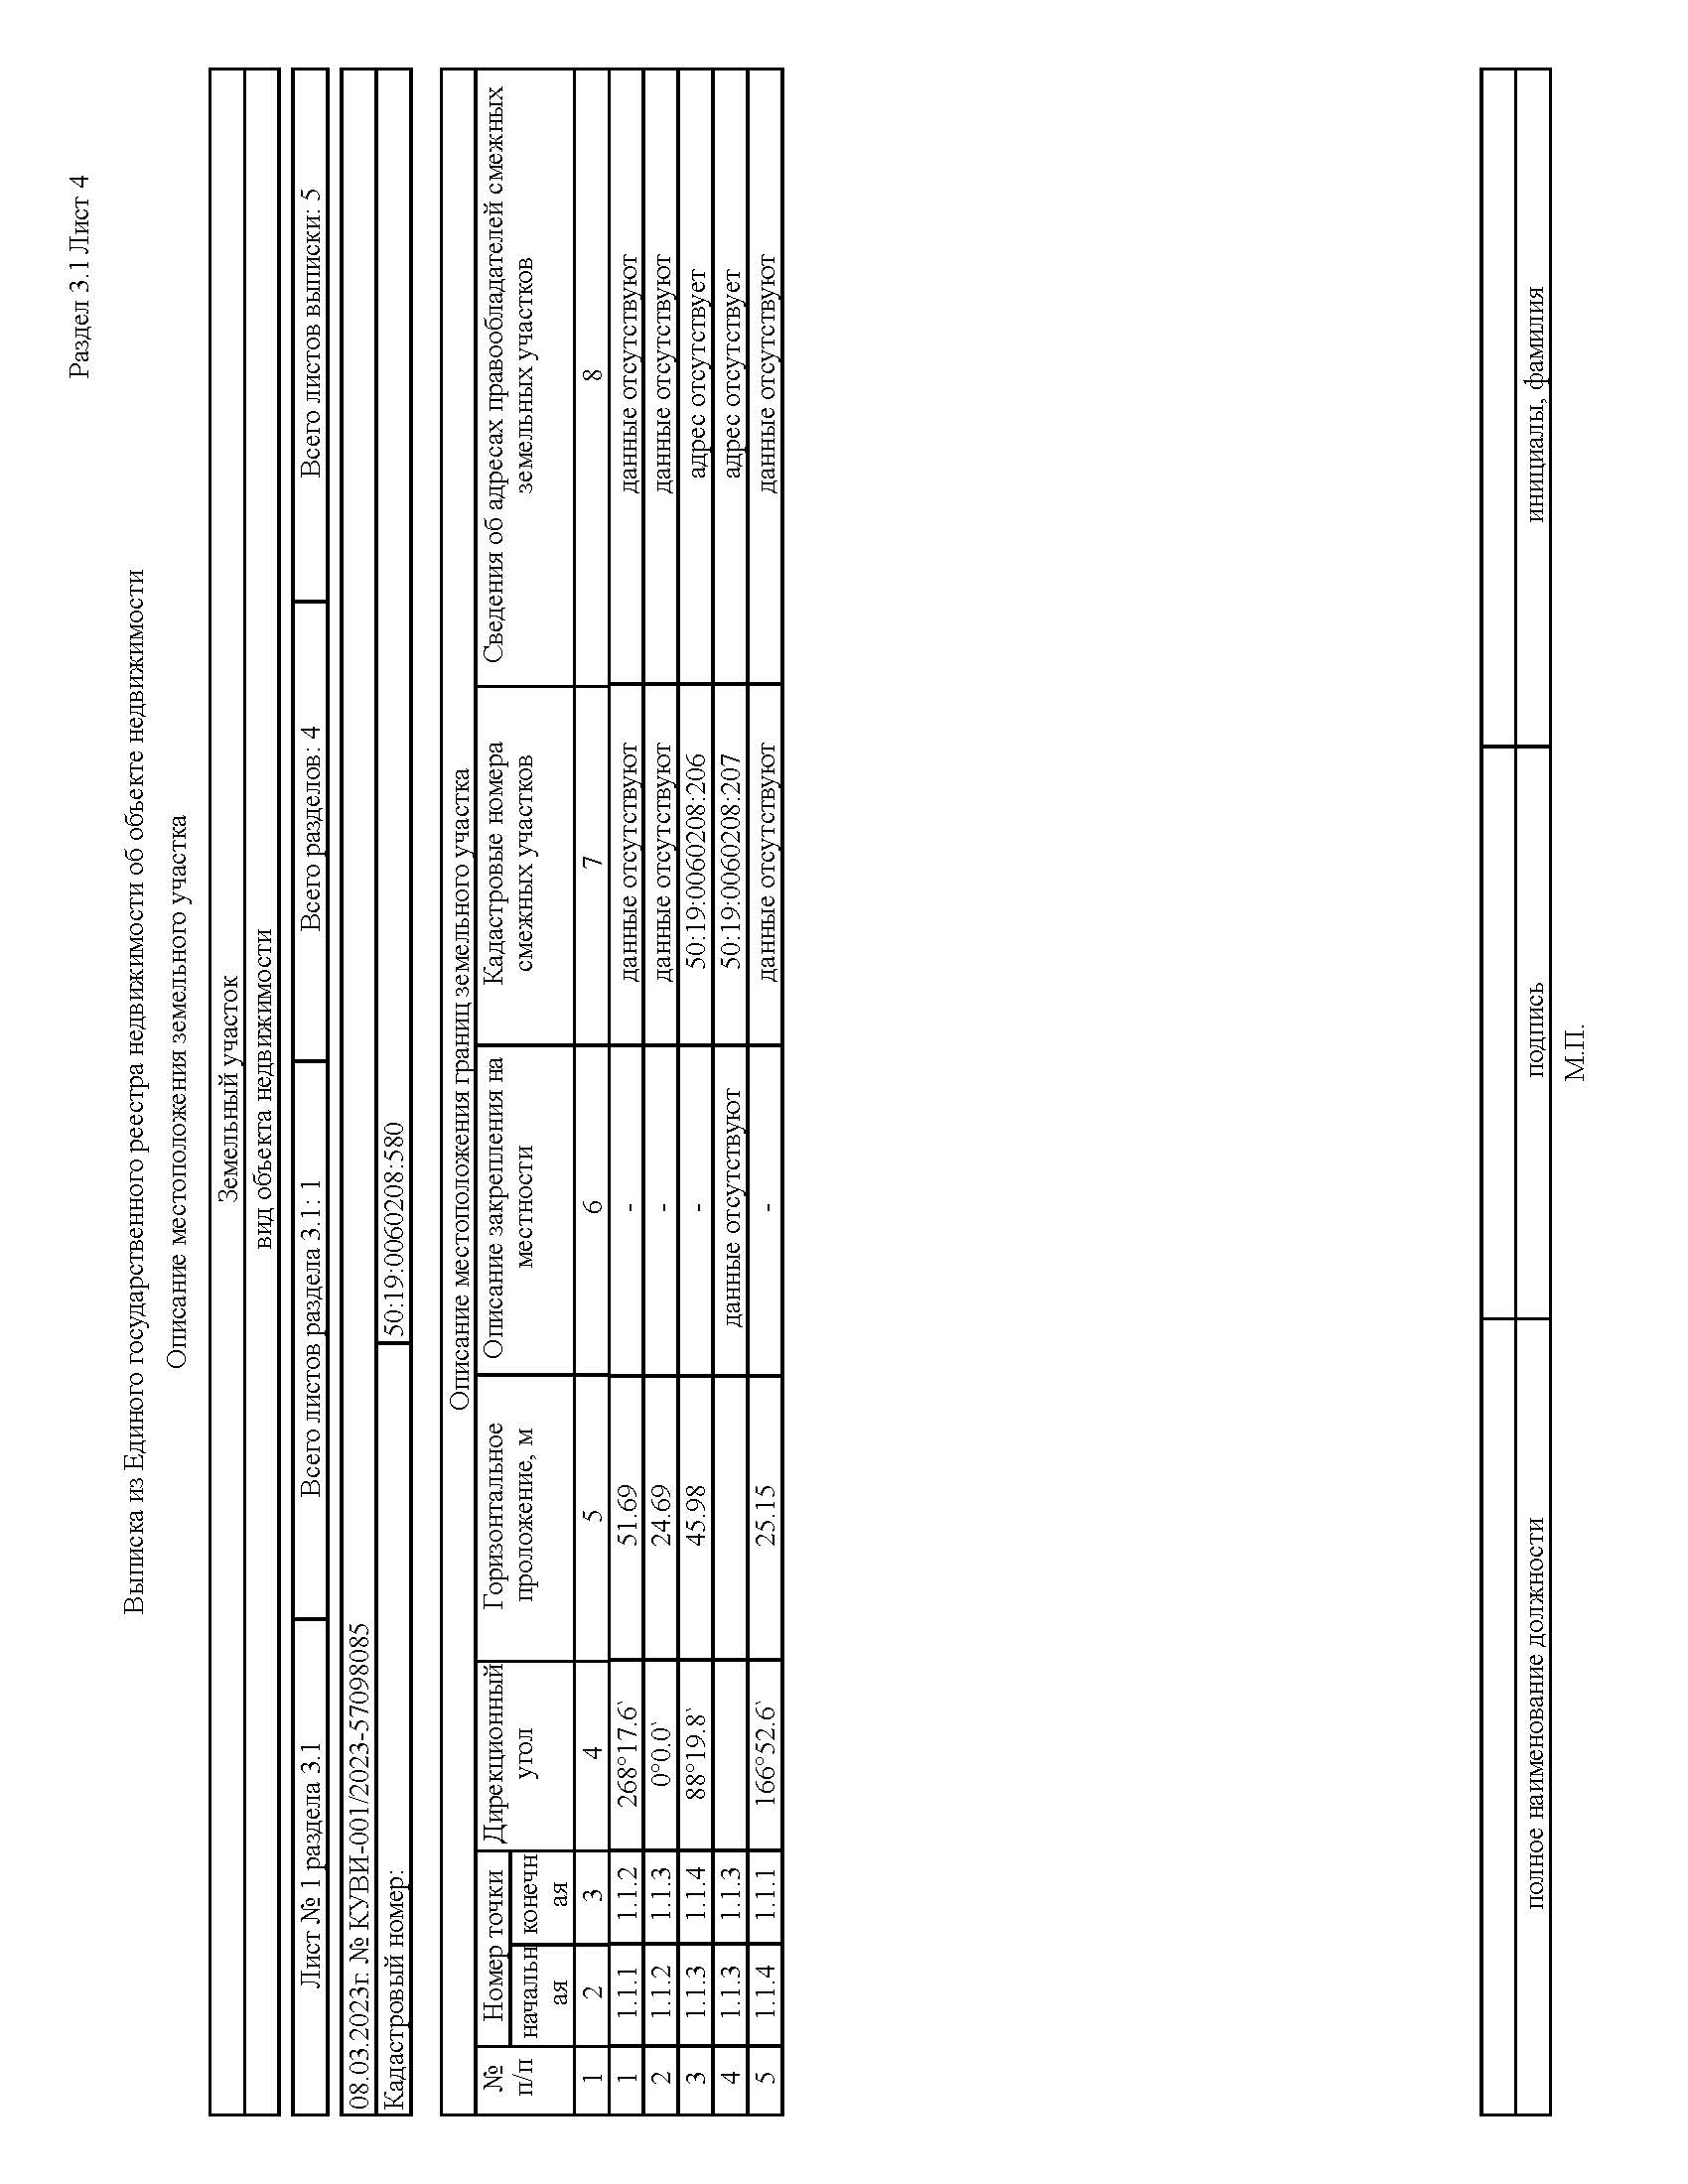 Раздел 3.1 Лист 4
Выписка из Единого государственного реестра недвижимости об объекте недвижимости
Описание местоположения земельного участка
Земельный участок
вид объекта недвижимости
Лист № 1 раздела 3.1 Всего листов раздела 3.1: 1 Всего разделов: 4 Всего листов выписки: 5
08.03.2023г. № КУВИ-001/2023-57098085
Кадастровый номер: 50:19:0060208:580
Описание местоположения границ земельного участка
№ п/п Номер точки Дирекционный угол Горизонтальное проложение, м Описание закрепления на местности Кадастровые номера смежных участков Сведения об адресах правообладателей смежных земельных участков
начальн ая конечн ая
1 2 3 4 5 6 7 8
1 1.1.1 1.1.2 268°17.6` 51.69 - данные отсутствуют данные отсутствуют
2 1.1.2 1.1.3 0°0.0` 24.69 - данные отсутствуют данные отсутствуют
3 1.1.3 1.1.4 88°19.8` 45.98 - 50:19:0060208:206 адрес отсутствует
4 1.1.3 1.1.3 данные отсутствуют 50:19:0060208:207 адрес отсутствует
5 1.1.4 1.1.1 166°52.6` 25.15 - данные отсутствуют данные отсутствуют
полное наименование должности подпись инициалы, фамилия
М.П.